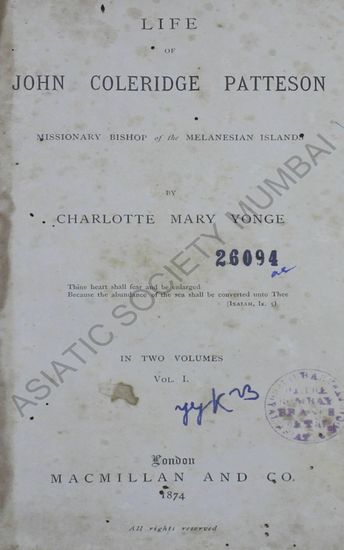 LIFE
OF
JOHN COLERIDGE PATTESON
MISSIONARY BISHOP of the MELANESIAN ISLANDS
BY
CHARLOTTE MARY YONGE
26094
Thine heart shall fear and be enlarged
Because the abundance of the sea shall be converted unto Thee
(ISAIAH, lx. 5)
IN TWO VOLUMES
VOL. I.
London
MACMILLAN AND CO.
1874
All rights reserved
ASIATIC SOCIETY MUMBAI